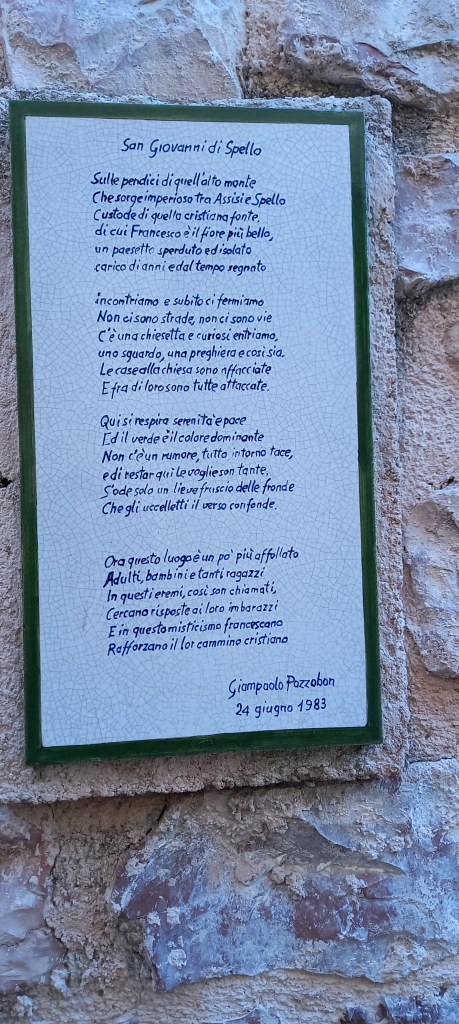 San Giovanni di Spello
Sulle pendici di quell'alto monte
Che sorge imperioso tra Assisi e Spello
Custode di quella cristiana fonte,
di cui Francesco è il fiore più bello,
un paesetto sperduto ed isolato
carico di anni e dal tempo segnato
incontriamo e subito ci fermiamo
Non ci sono strade, non ci sono vie
C'è una chiesetta e curiosi entriamo,
uno sguardo, una preghiera e così sia.
Le case alla chiesa sono affacciate
E fra di loro sono tutte attaccate.
Qui si respira serenità e pace
Ed il verde è il colore dominante
Non c'è un rumore, tutto intorno tace,
e di restar qui le voglie son tante.
S'ode solo un lieve fruscio delle fronde
Che gli uccelletti il verso confonde.
Ora questo luogo è un po' più affollato
Adulti, bambini e tanti ragazzi
In questi eremi, così son chiamati,
Cercano risposte ai loro imbarazzi
E in questo misticismo francescano
Rafforzano il lor cammino cristiano
Giampaolo Pozzobon
24 giugno 1983